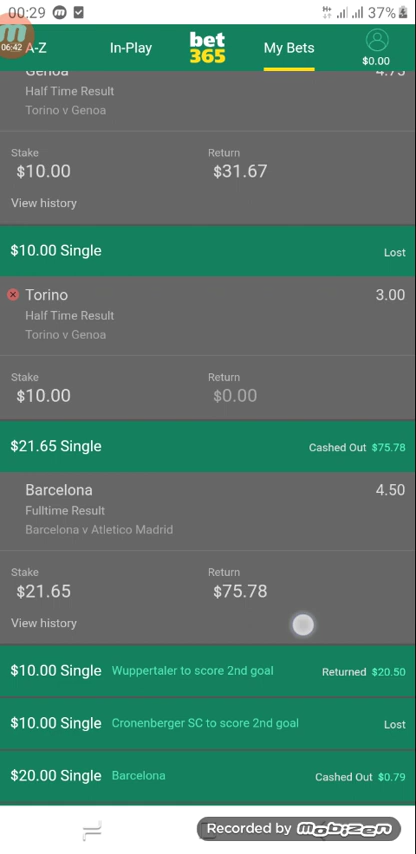 00:29
37%
06:42
A-Z
In-Play
bet
365
My Bets
$0.00
Genoa 4.75
Half Time Result
Torino v Genoa
Stake Return
$10.00 $31.67
View history
$10.00 Single Lost
Torino 3.00
Half Time Result
Torino v Genoa
Stake Return
$10.00 $0.00
$21.65 Single Cashed Out $75.78
Barcelona 4.50
Fulltime Result
Barcelona v Atletico Madrid
Stake Return
$21.65 $75.78
View history
$10.00 Single Wuppertaler to score 2nd goal Returned $20.50
$10.00 Single Cronenberger SC to score 2nd goal Lost
$20.00 Single Barcelona Cashed Out $0.79
Recorded by mobizen